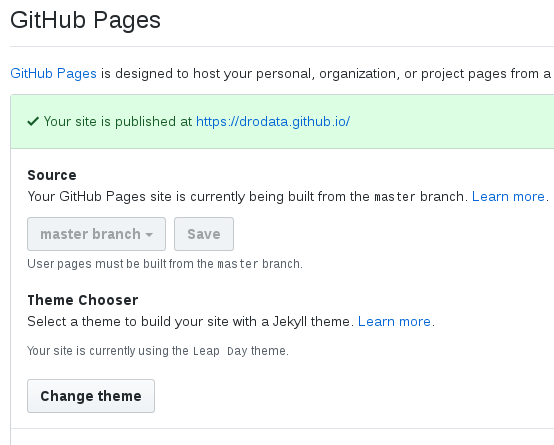 GitHub Pages
GitHub Pages is designed to host your personal, organization, or project pages from a
Your site is published at https://drodata.github.io/
Source
Your GitHub Pages site is currently being built from the master branch. Learn more.
master branch Save
User pages must be built from the master branch.
Theme Chooser
Select a theme to build your site with a Jekyll theme. Learn more.
Your site is currently using the Leap Day theme.
Change theme